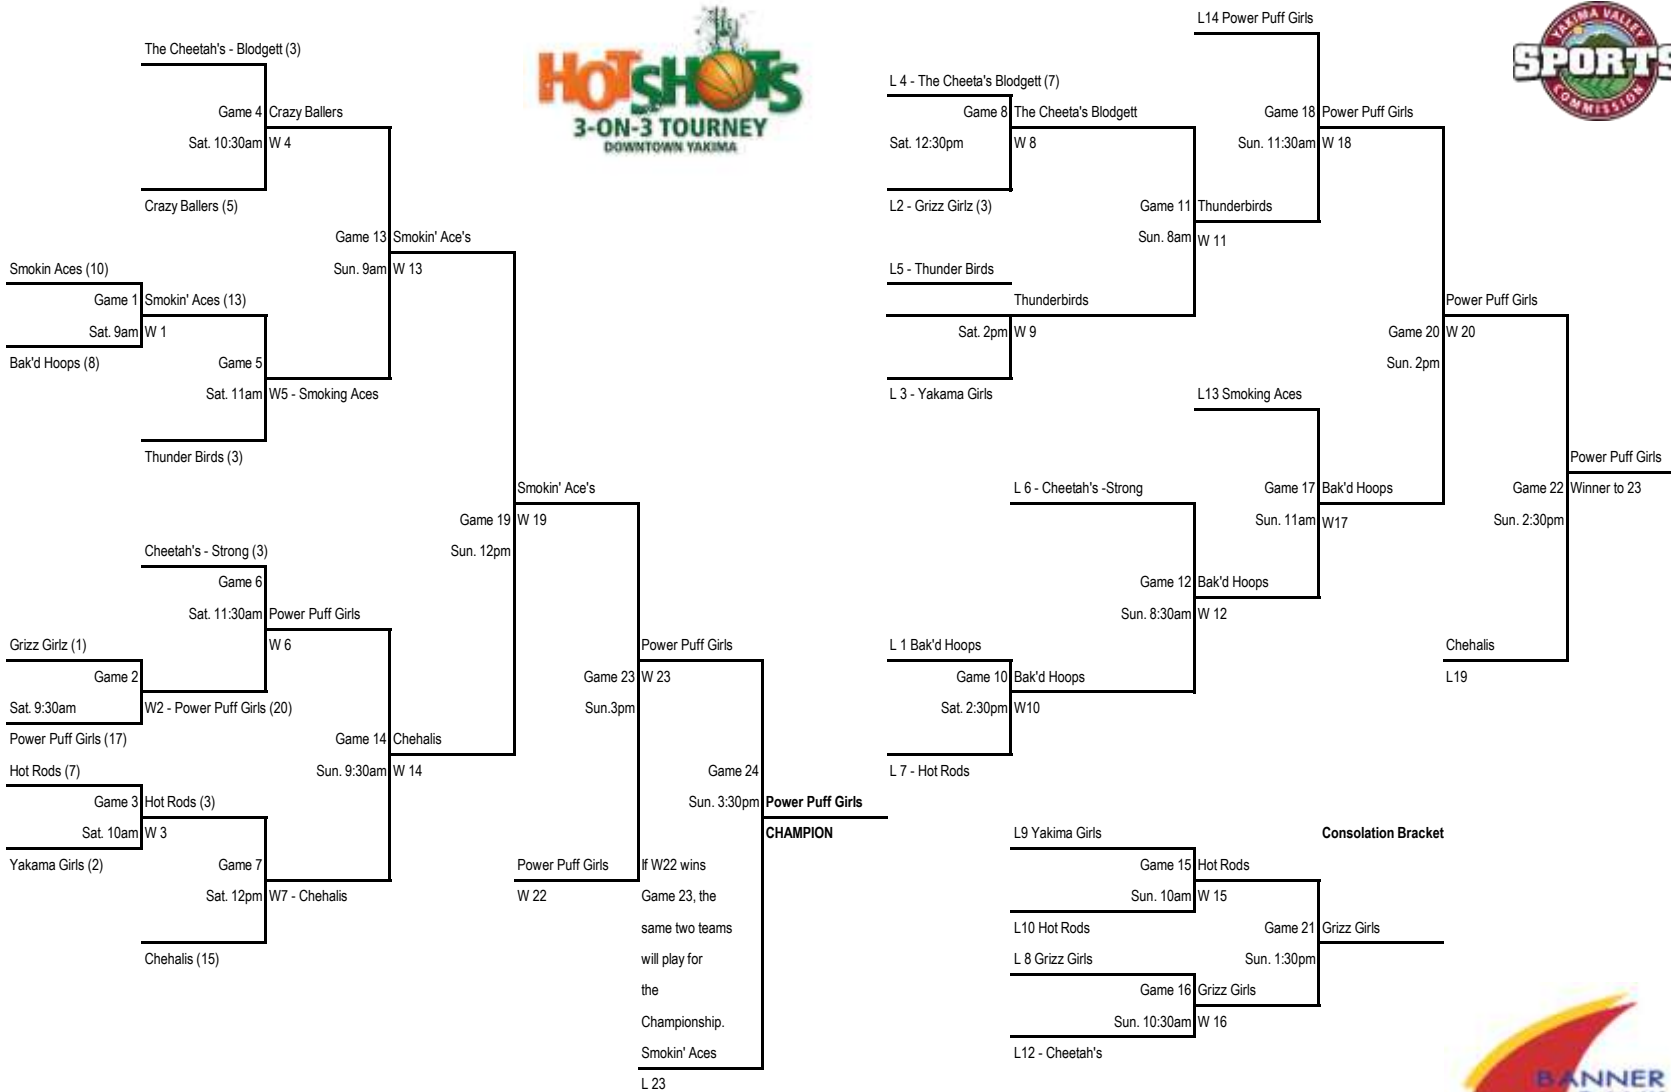 The Cheetah's - Blodgett (3)
Game 4 Crazy Ballers
Sat. 10:30am W 4
Crazy Ballers (5)
Game 13 Smokin' Ace's
Sun. 9am W 13
Smokin Aces (10)
Game 1 Smokin' Aces (13)
Sat. 9am W 1
Bak'd Hoops (8)
Game 5
Sat. 11am W5 - Smoking Aces
Thunder Birds (3)
Smokin' Ace's
Game 19 W 19
Sun. 12pm
Cheetah's - Strong (3)
Game 6
Sat. 11:30am Power Puff Girls
W 6
Grizz Girlz (1)
Game 2
Sat. 9:30am W2 - Power Puff Girls (20)
Power Puff Girls (17)
Game 14 Chehalis
Sun. 9:30am W 14
Hot Rods (7)
Game 3 Hot Rods (3)
Sat. 10am W 3
Yakama Girls (2)
Game 7
Sat. 12pm W7 - Chehalis
Chehalis (15)
Power Puff Girls
Game 23 W 23
Sun.3pm
Game 24
Sun. 3:30pm Power Puff Girls
CHAMPION
Power Puff Girls
W 22
If W22 wins
Game 23, the
same two teams
will play for
the
Championship.
Smokin' Aces
L 23
HOTSHOTS
3-ON-3 TOURNEY
DOWNTOWN YAKIMA
L14 Power Puff Girls
L 4 - The Cheeta's Blodgett (7)
Game 8 The Cheeta's Blodgett
Sat. 12:30pm W 8
L2 - Grizz Girlz (3)
Game 18 Power Puff Girls
Sun. 11:30am W 18
Game 11 Thunderbirds
Sun. 8am W 11
L5 - Thunder Birds
Thunderbirds
Sat. 2pm W 9
L 3 - Yakama Girls
Power Puff Girls
Game 20 W 20
Sun. 2pm
L13 Smoking Aces
L 6 - Cheetah's -Strong
Game 17 Bak'd Hoops
Sun. 11am W17
Power Puff Girls
Game 22 Winner to 23
Sun. 2:30pm
Game 12 Bak'd Hoops
Sun. 8:30am W 12
L 1 Bak'd Hoops
Game 10 Bak'd Hoops
Sat. 2:30pm W10
L 7 - Hot Rods
Chehalis
L19
L9 Yakima Girls
Consolation Bracket
Game 15 Hot Rods
Sun. 10am W 15
L10 Hot Rods
Game 21 Grizz Girls
L 8 Grizz Girls
Sun. 1:30pm
Game 16 Grizz Girls
Sun. 10:30am W 16
L12 - Cheetah's
YAKIMA VALLEY
SPORTS
COMMISSION
BANNER